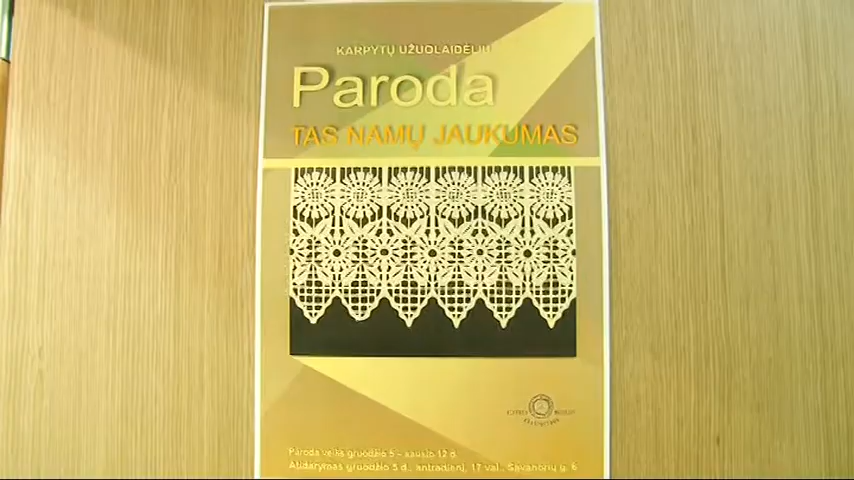 KARPYTŲ UŽUOLAIDĖLIŲ
Paroda
TAS NAMŲ JAUKUMAS
Paroda veiks gruodžio 5 - sausio 12 d.
Atidarymas gruodžio 5 d., antradienį, 17 val., Savanorių g. 6